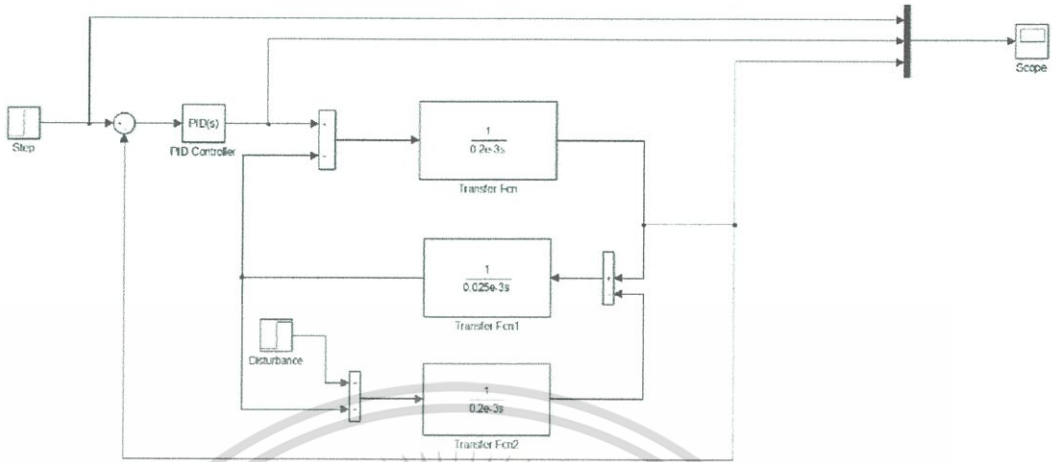 Scope
Step
PID(s)
PID Controller
1
0.2e-3s
Transfer Fcn
1
0.025e-3s
Transfer Fcn1
Disturbance
1
0.2e-3s
Transfer Fcn2